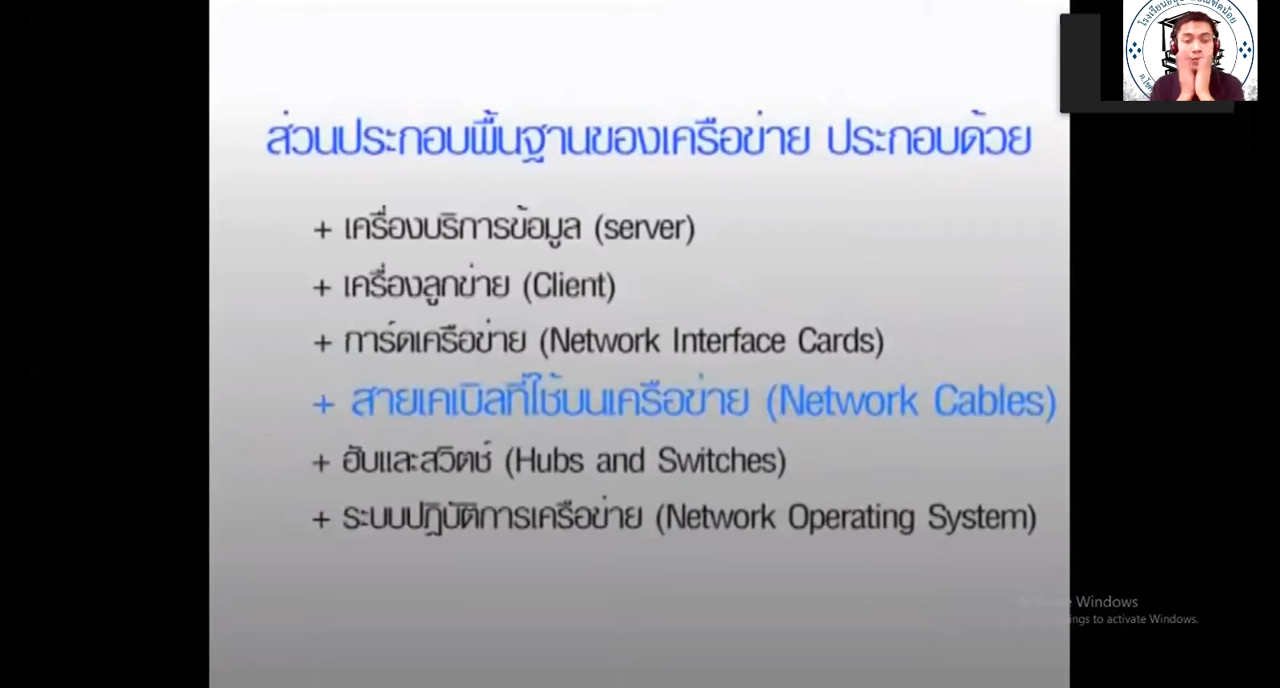 ส่วนประกอบพื้นฐานของเครือข่าย ประกอบด้วย
+ เครื่องบริการข้อมูล (server)
+ เครื่องลูกข่าย (Client)
+ การ์ดเครือข่าย (Network Interface Cards)
+ สายเคเบิลที่ใช้บนเครือข่าย (Network Cables)
+ ฮับและสวิตช์ (Hubs and Switches)
+ ระบบปฏิบัติการเครือข่าย (Network Operating System)
Windows
to activate Windows.